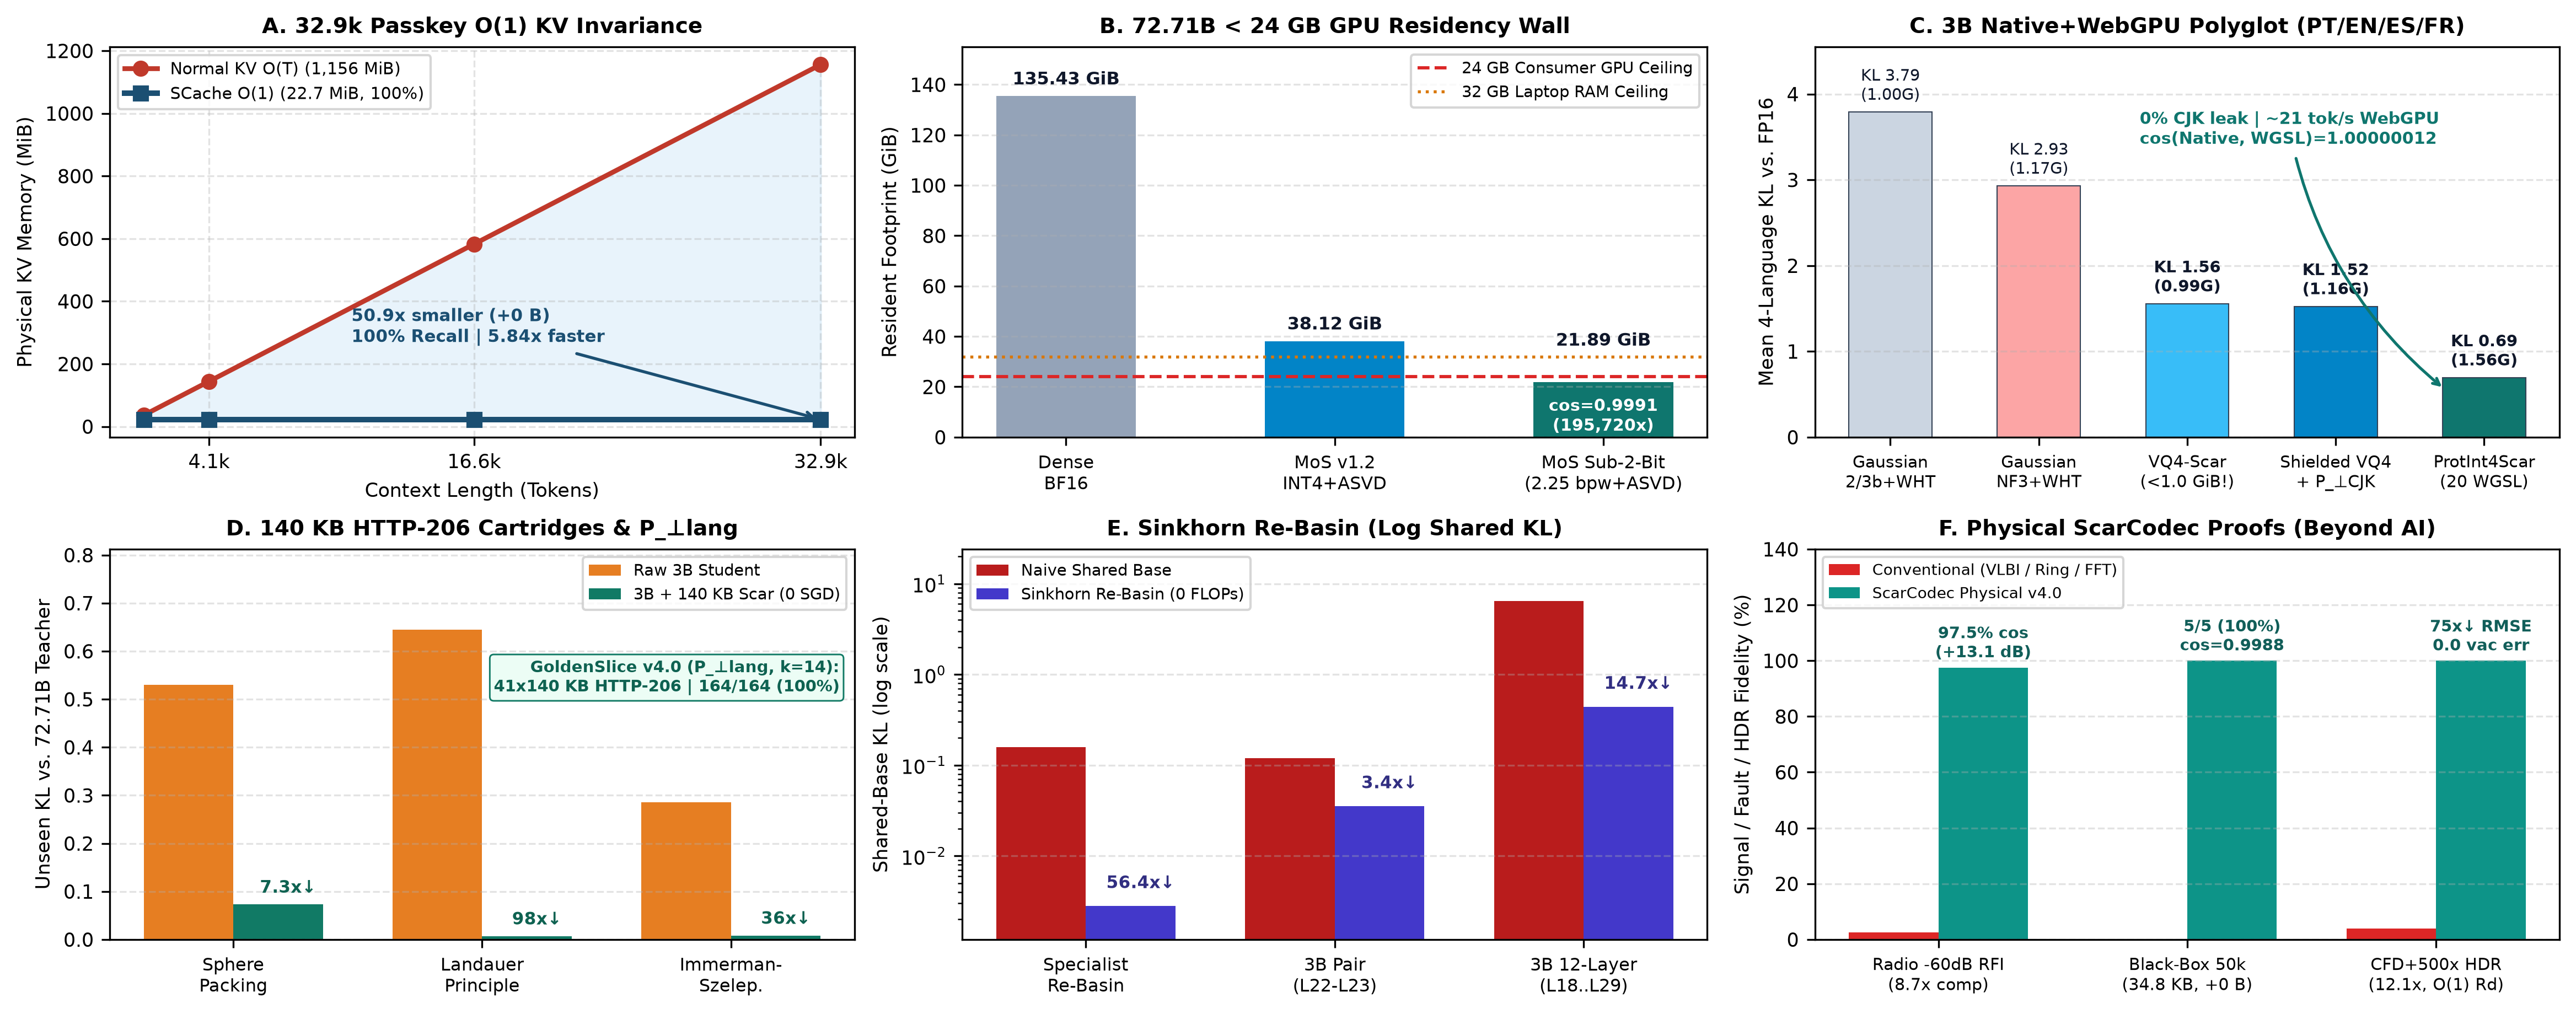 A. 32.9k Passkey O(1) KV Invariance
Physical KV Memory (MiB)
1200
1000
800
600
400
200
0
Normal KV O(T) (1,156 MiB)
SCache O(1) (22.7 MiB, 100%)
50.9x smaller (+0 B)
100% Recall | 5.84x faster
4.1k
16.6k
32.9k
Context Length (Tokens)
B. 72.71B < 24 GB GPU Residency Wall
Resident Footprint (GiB)
140
120
100
80
60
40
20
0
24 GB Consumer GPU Ceiling
32 GB Laptop RAM Ceiling
135.43 GiB
38.12 GiB
21.89 GiB
cos=0.9991
(195,720x)
Dense
BF16
MoS v1.2
INT4+ASVD
MoS Sub-2-Bit
(2.25 bpw+ASVD)
C. 3B Native+WebGPU Polyglot (PT/EN/ES/FR)
Mean 4-Language KL vs. FP16
4
3
2
1
0
KL 3.79
(1.00G)
KL 2.93
(1.17G)
KL 1.56
(0.99G)
KL 1.52
(1.16G)
KL 0.69
(1.56G)
0% CJK leak | ~21 tok/s WebGPU
cos(Native, WGSL)=1.00000012
Gaussian
2/3b+WHT
Gaussian
NF3+WHT
VQ4-Scar
(<1.0 GiB!)
Shielded VQ4
+ P_⊥CJK
ProtInt4Scar
(20 WGSL)
D. 140 KB HTTP-206 Cartridges & P_⊥lang
Unseen KL vs. 72.71B Teacher
0.8
0.7
0.6
0.5
0.4
0.3
0.2
0.1
0.0
Raw 3B Student
3B + 140 KB Scar (0 SGD)
GoldenSlice v4.0 (P_⊥lang, k=14):
41x140 KB HTTP-206 | 164/164 (100%)
7.3x↓
98x↓
36x↓
Sphere
Packing
Landauer
Principle
Immerman-
Szelep.
E. Sinkhorn Re-Basin (Log Shared KL)
Shared-Base KL (log scale)
10¹
10⁰
10⁻¹
10⁻²
Naive Shared Base
Sinkhorn Re-Basin (0 FLOPs)
56.4x↓
3.4x↓
14.7x↓
Specialist
Re-Basin
3B Pair
(L22-L23)
3B 12-Layer
(L18..L29)
F. Physical ScarCodec Proofs (Beyond AI)
Signal / Fault / HDR Fidelity (%)
140
120
100
80
60
40
20
0
Conventional (VLBI / Ring / FFT)
ScarCodec Physical v4.0
97.5% cos
(+13.1 dB)
5/5 (100%)
cos=0.9988
75x↓ RMSE
0.0 vac err
Radio -60dB RFI
(8.7x comp)
Black-Box 50k
(34.8 KB, +0 B)
CFD+500x HDR
(12.1x, O(1) Rd)